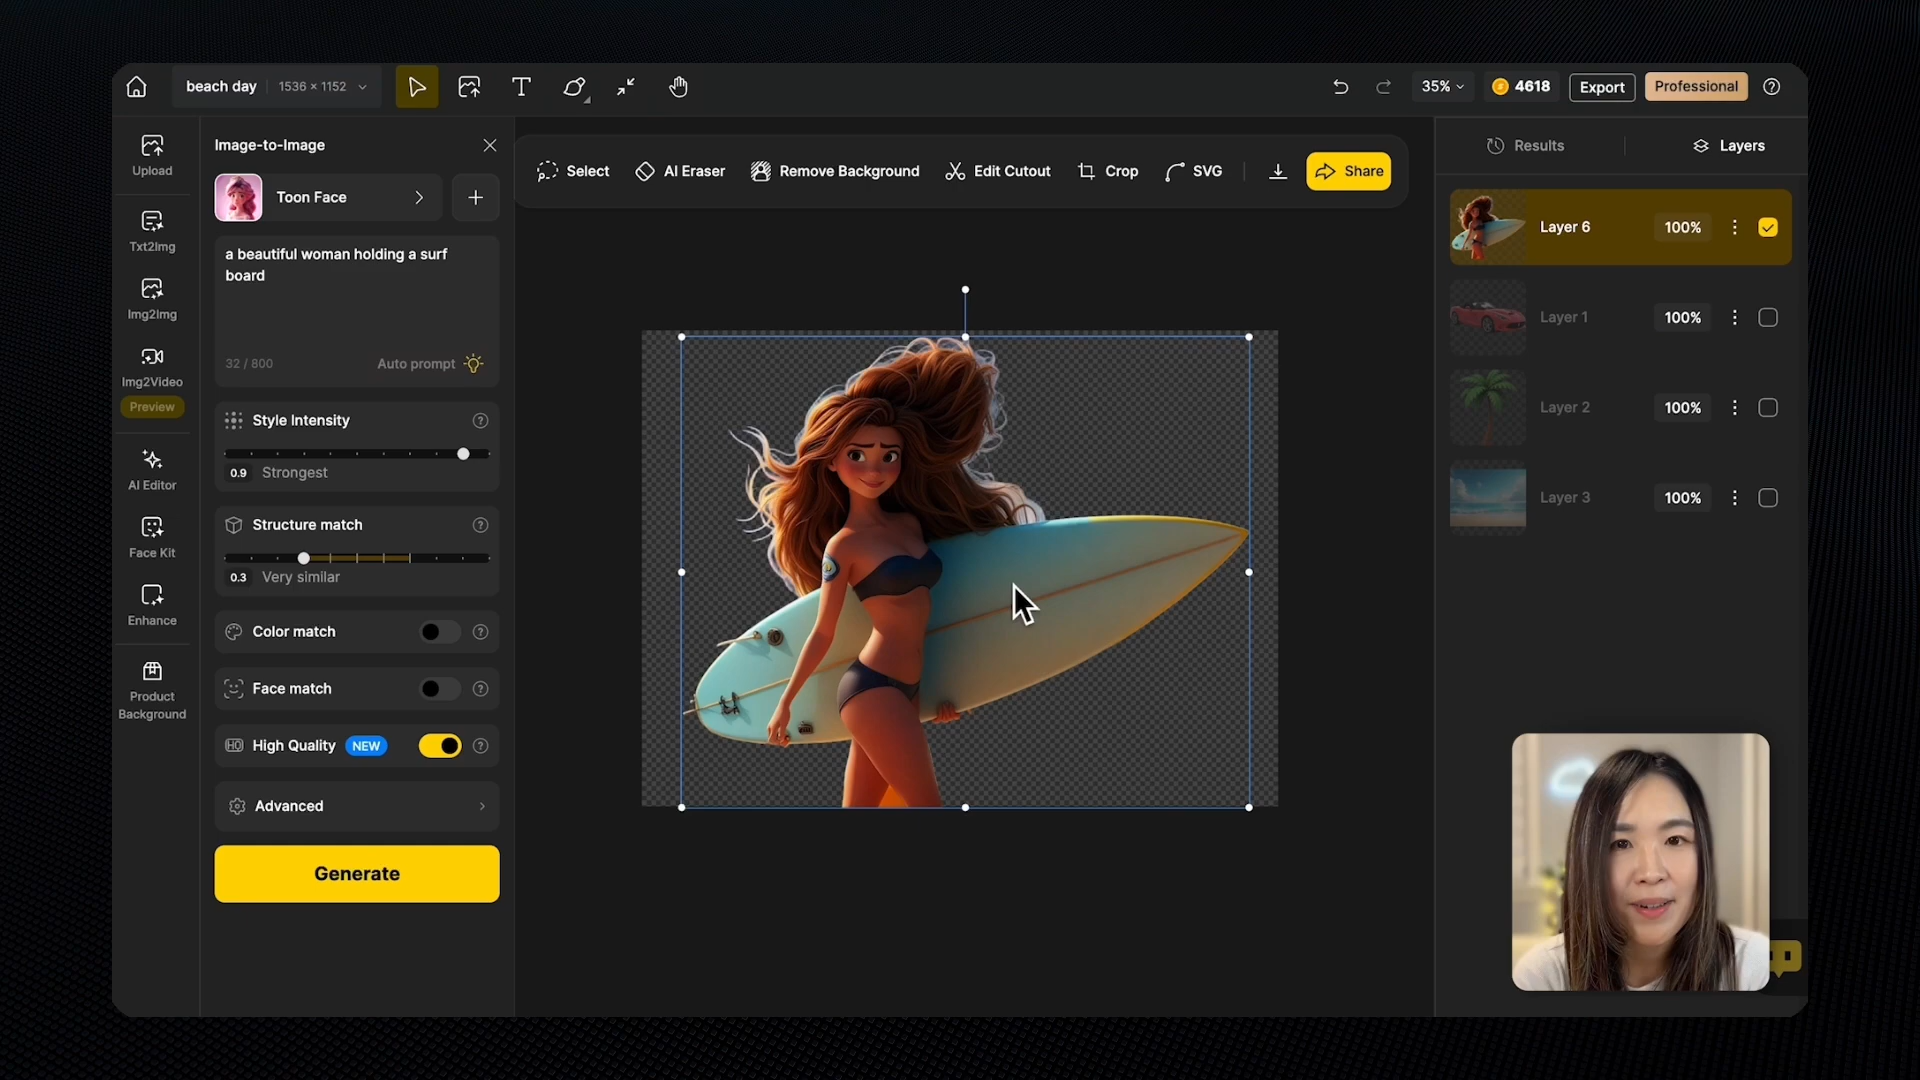 beach day
1536 × 1152
35%
4618
Export
Professional
Upload
Txt2Img
Img2Img
Img2Video
Preview
AI Editor
Face Kit
Enhance
Product
Background
Image-to-Image
Toon Face
a beautiful woman holding a surf
board
32 / 800
Auto prompt
Style Intensity
0.9 Strongest
Structure match
0.3 Very similar
Color match
Face match
HQ High Quality NEW
Advanced
Generate
Select
AI Eraser
Remove Background
Edit Cutout
Crop
SVG
Share
Results
Layers
Layer 6 100%
Layer 1 100%
Layer 2 100%
Layer 3 100%